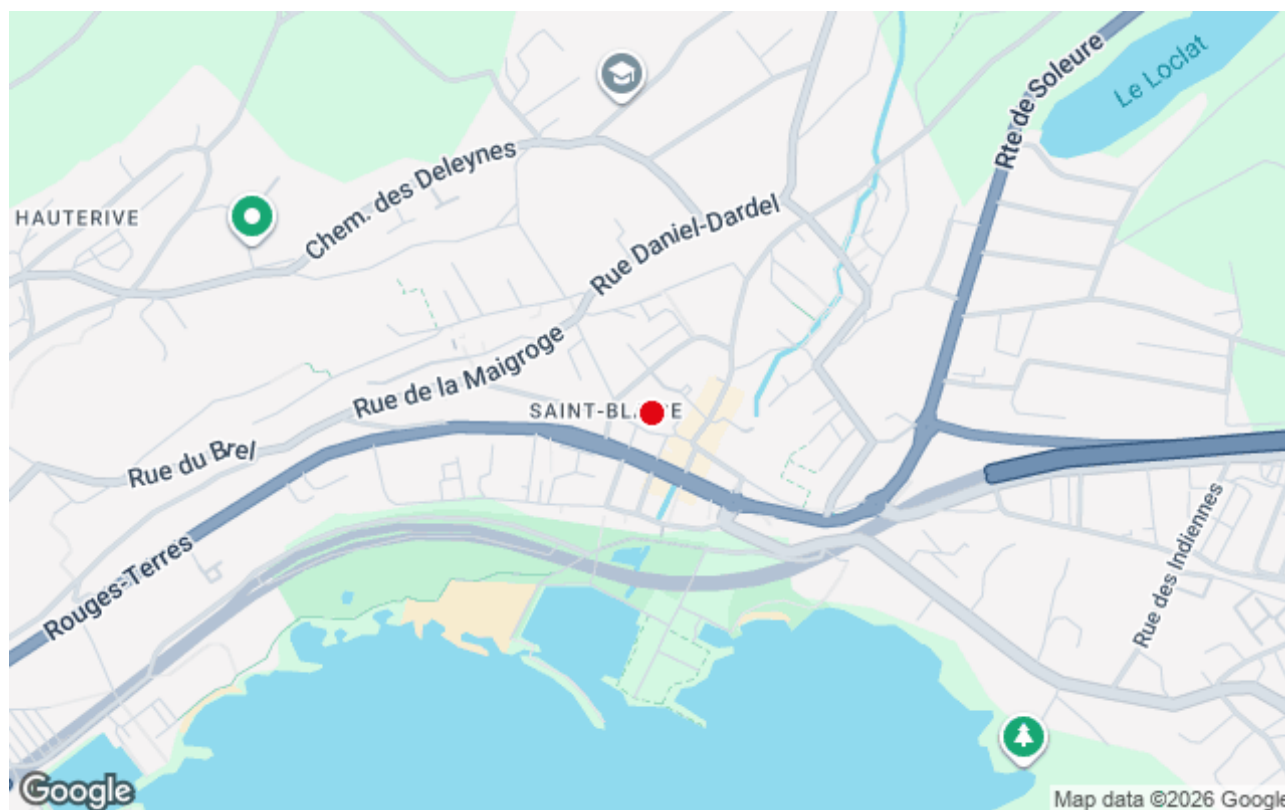 Le Loclat
Rte de Soleure
Chem. des Deleynes
HAUTERIVE
Rue Daniel-Dardel
Rue de la Maigroge
Rue du Brel
Rouges-Terres
Rue des Indiennes
Google
Map data ©2026 Google